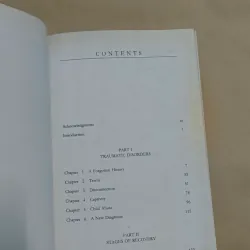 CONTENTS
Acknowledgments
Introduction
PART I
TRAUMATIC DISORDERS
Chapter 1. A Forgotten History
Chapter 2. Terror
Chapter 3. Disconnection
Chapter 4. Captivity
Chapter 5. Child Abuse
Chapter 6. A New Diagnosis
PART II
STAGES OF RECOVERY